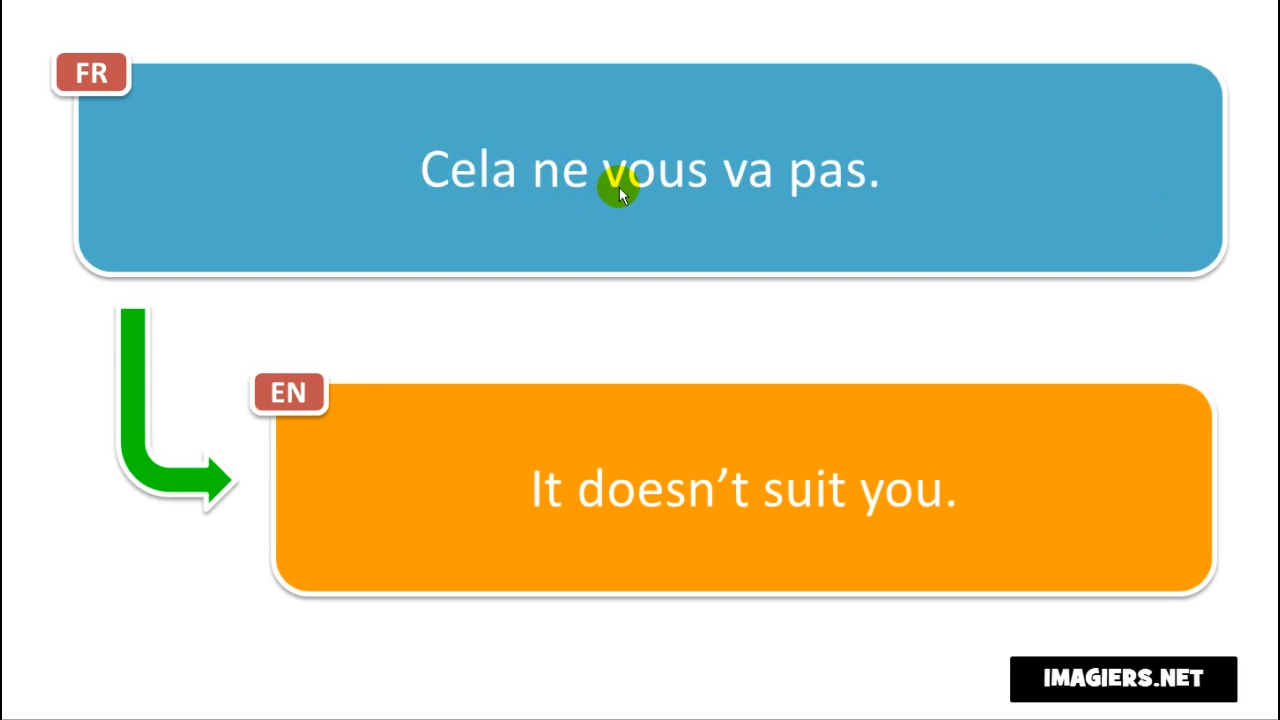 FR
Cela ne vous va pas.
EN
It doesn’t suit you.
IMAGIERS.NET